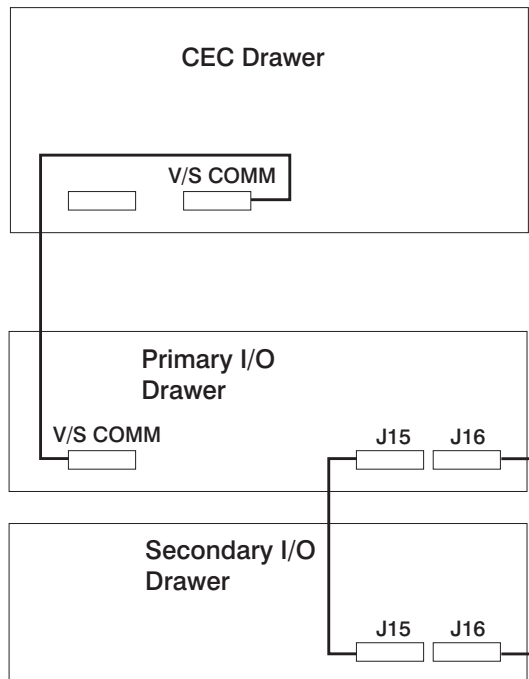 CEC Drawer
V/S COMM
Primary I/O
Drawer
V/S COMM
J15 J16
Secondary I/O
Drawer
J15 J16